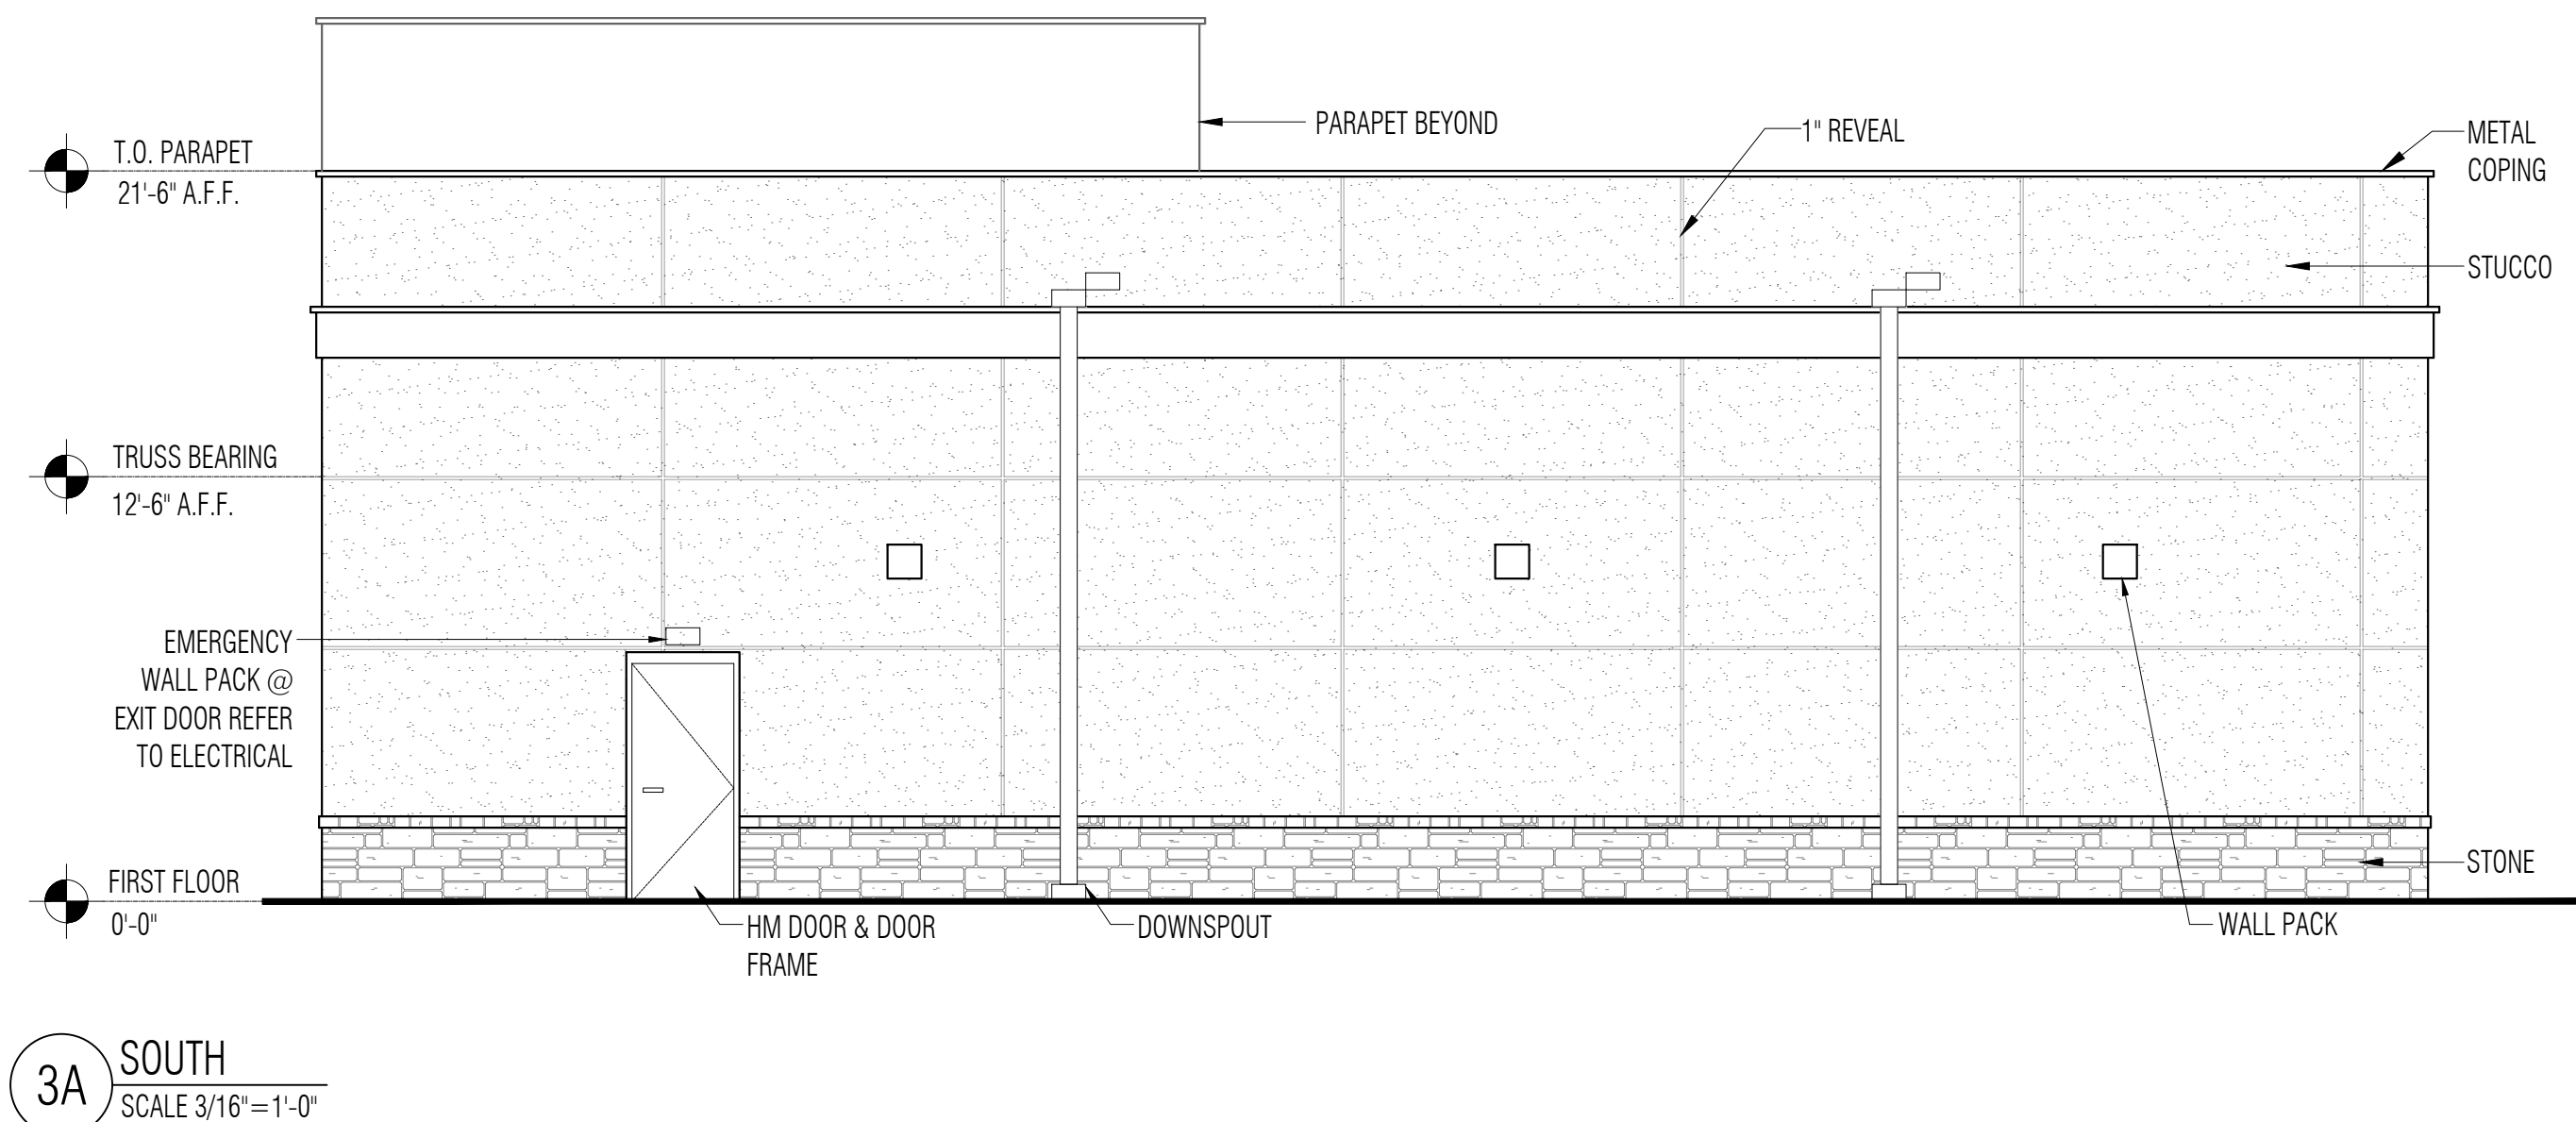 PARAPET BEYOND
1" REVEAL
METAL
COPING
T.O. PARAPET
21'-6" A.F.F.
STUCCO
TRUSS BEARING
12'-6" A.F.F.
EMERGENCY
WALL PACK @
EXIT DOOR REFER
TO ELECTRICAL
STONE
FIRST FLOOR
0'-0"
HM DOOR & DOOR
FRAME
DOWNSPOUT
WALL PACK
3A
SOUTH
SCALE 3/16"=1'-0"